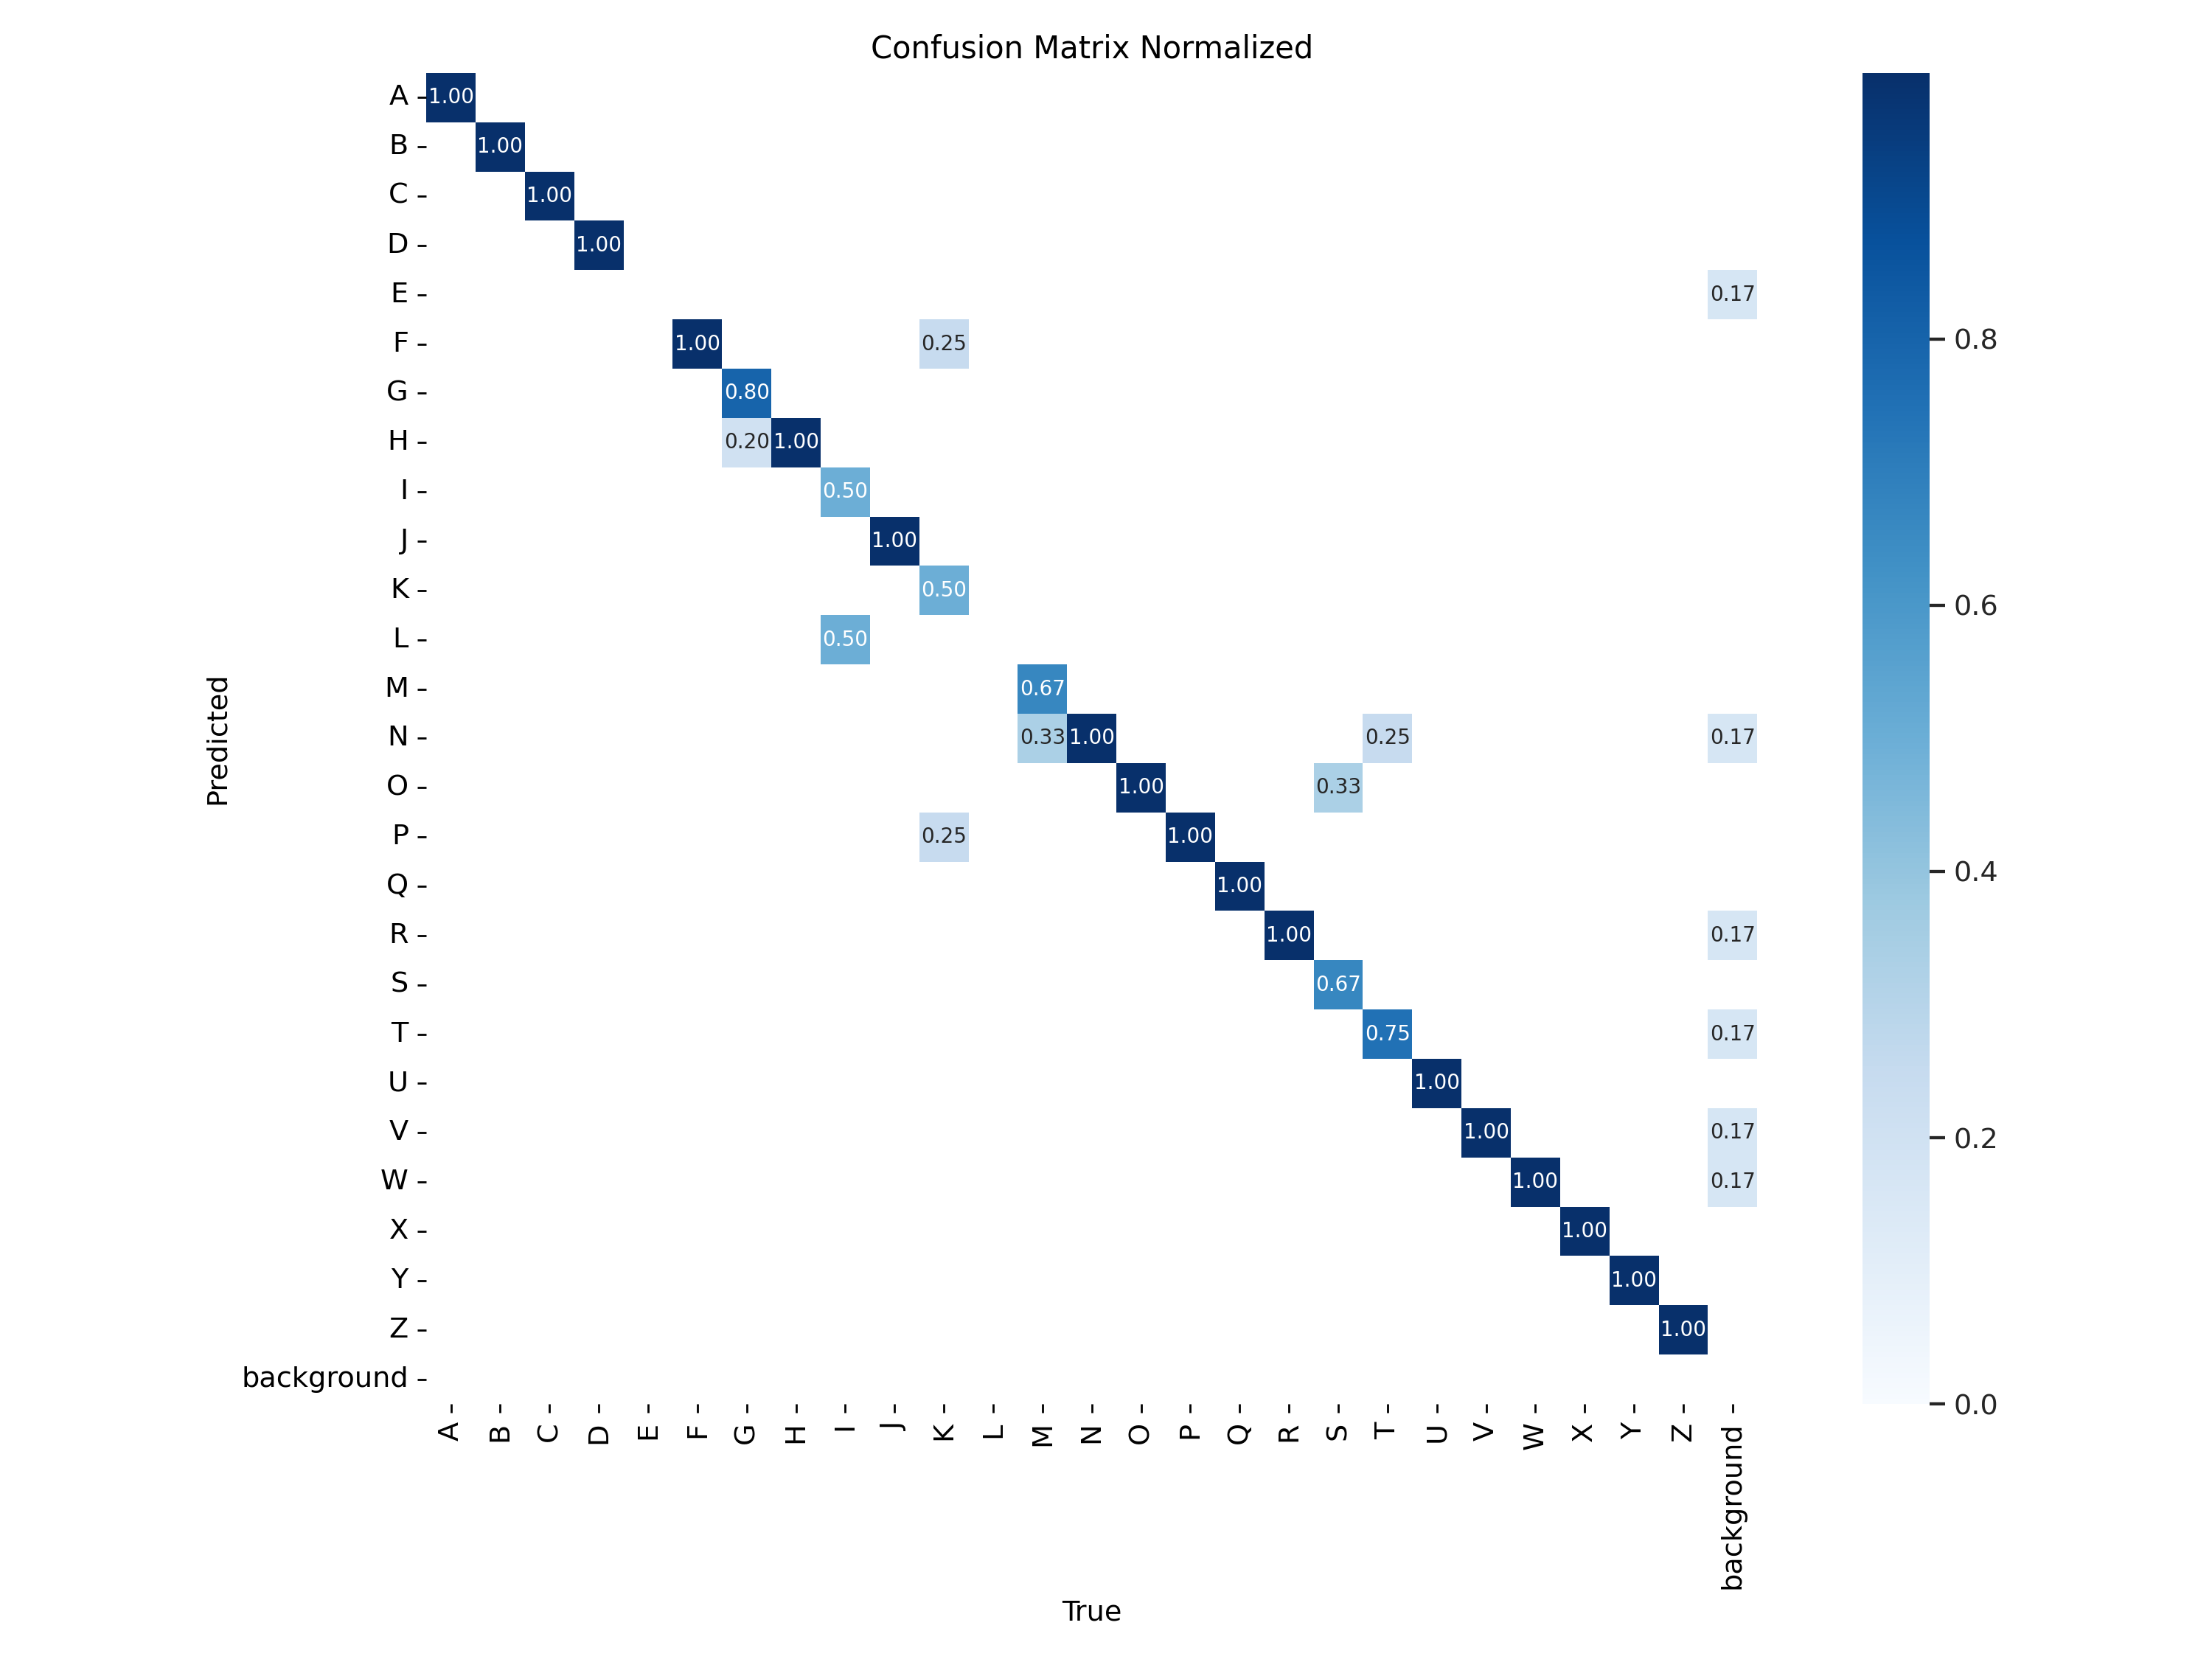 Confusion Matrix Normalized
A 1.00
B 1.00
C 1.00
D 1.00
E 0.17
F 1.00 0.25
G 0.80
H 0.20 1.00
I 0.50
J 1.00
K 0.50
L 0.50
M 0.67
N 0.33 1.00 0.25 0.17
O 1.00 0.33
P 0.25 1.00
Q 1.00
R 1.00 0.17
S 0.67
T 0.75 0.17
U 1.00
V 1.00 0.17
W 1.00 0.17
X 1.00
Y 1.00
Z 1.00
background
Predicted
A B C D E F G H I J K L M N O P Q R S T U V W X Y Z background
True
0.8
0.6
0.4
0.2
0.0